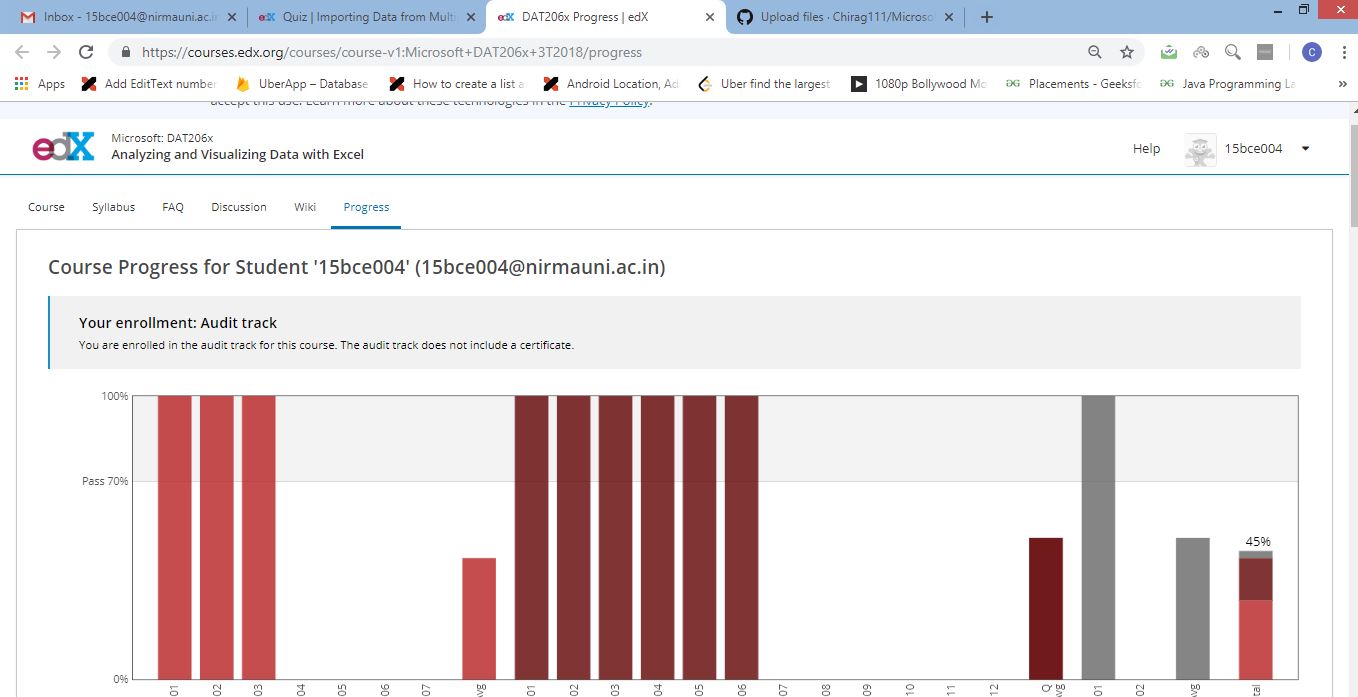 Inbox - 15bce004@nirmauni.ac.i
Quiz | Importing Data from Multi
DAT206x Progress | edX
Upload files · Chirag111/Microso
https://courses.edx.org/courses/course-v1:Microsoft+DAT206x+3T2018/progress
C
Apps
Add EditText number
UberApp – Database
How to create a list a
Android Location, Ad
Uber find the largest
1080p Bollywood Mo
Placements - Geeksfo
Java Programming La
accept this use. Learn more about these technologies in the Privacy Policy.
edX
Microsoft: DAT206x
Analyzing and Visualizing Data with Excel
Help
15bce004
Course
Syllabus
FAQ
Discussion
Wiki
Progress
Course Progress for Student '15bce004' (15bce004@nirmauni.ac.in)
Your enrollment: Audit track
You are enrolled in the audit track for this course. The audit track does not include a certificate.
100%
Pass 70%
0%
45%
01 02 03 04 05 06 07 vg 01 02 03 04 05 06 07 08 09 10 11 12 Q vg 01 02 vg tal